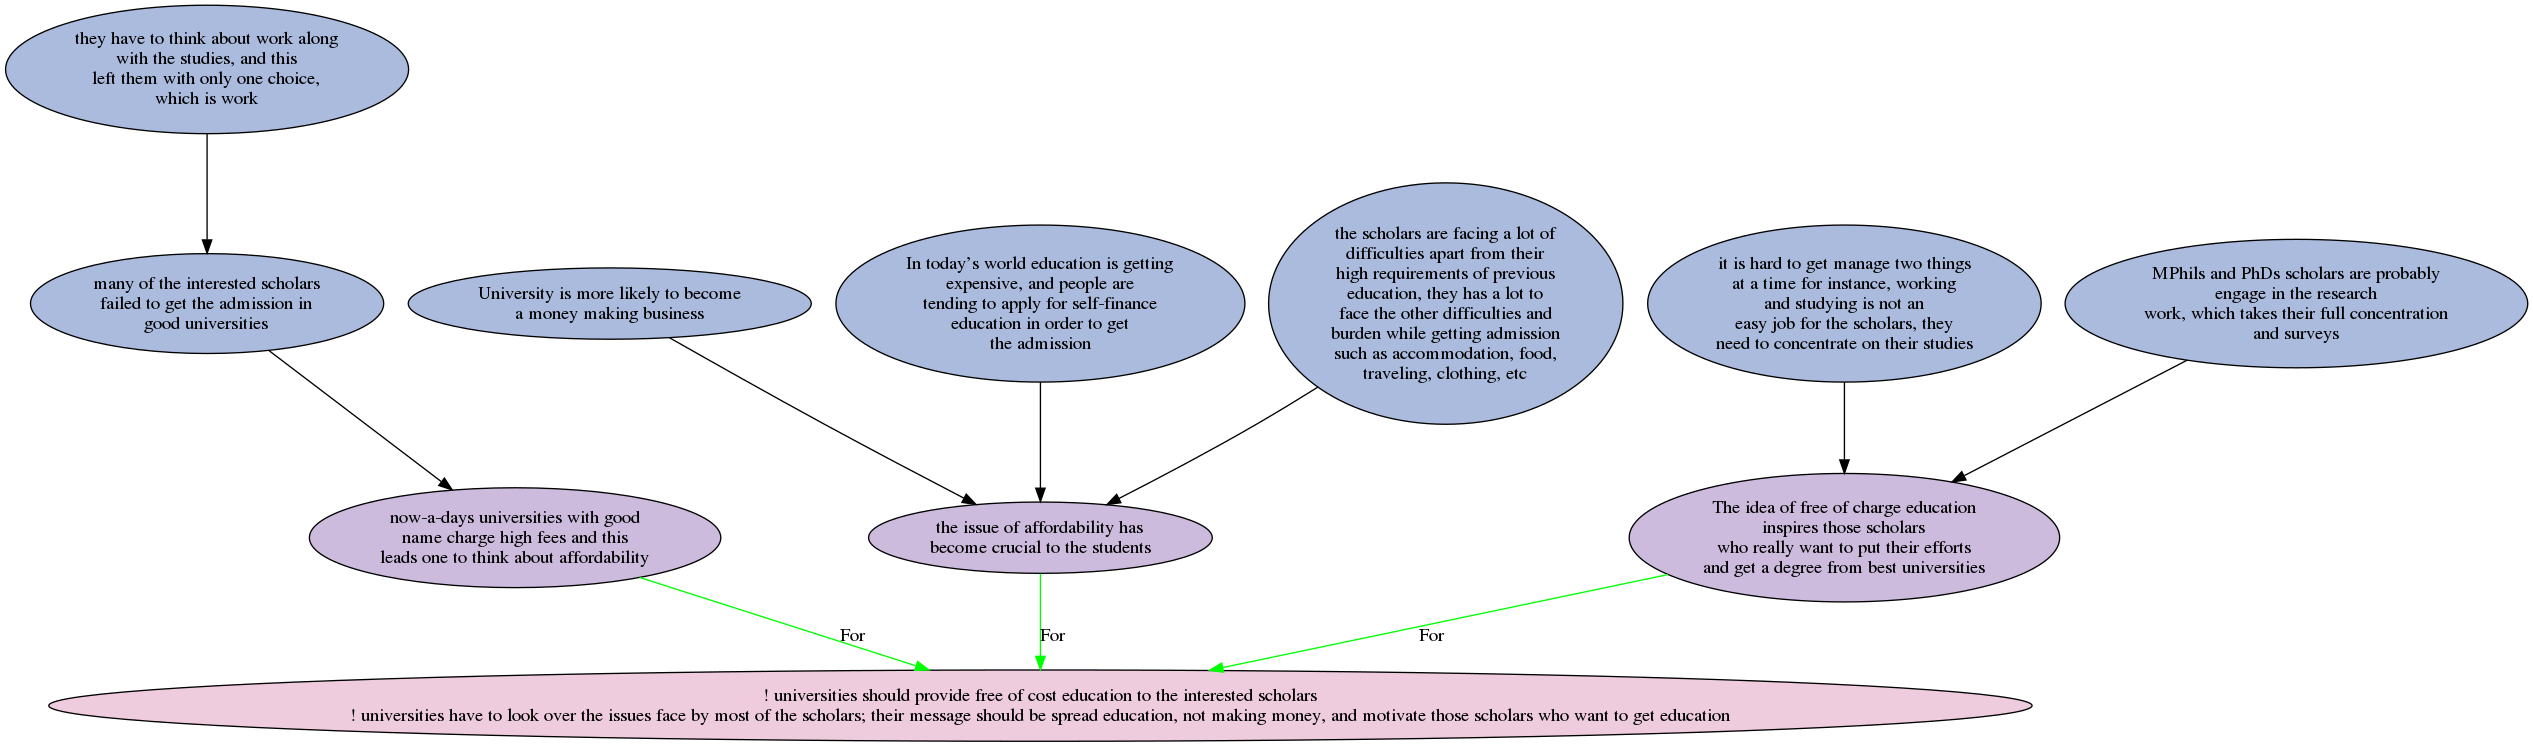 they have to think about work along
with the studies, and this
left them with only one choice,
which is work
many of the interested scholars
failed to get the admission in
good universities
University is more likely to become
a money making business
In today's world education is getting
expensive, and people are
tending to apply for self-finance
education in order to get
the admission
the scholars are facing a lot of
difficulties apart from their
high requirements of previous
education, they has a lot to
face the other difficulties and
burden while getting admission
such as accommodation, food,
traveling, clothing, etc
it is hard to get manage two things
at a time for instance, working
and studying is not an
easy job for the scholars, they
need to concentrate on their studies
MPhils and PhDs scholars are probably
engage in the research
work, which takes their full concentration
and surveys
now-a-days universities with good
name charge high fees and this
leads one to think about affordability
the issue of affordability has
become crucial to the students
The idea of free of charge education
inspires those scholars
who really want to put their efforts
and get a degree from best universities
For
For
For
! universities should provide free of cost education to the interested scholars
! universities have to look over the issues face by most of the scholars; their message should be spread education, not making money, and motivate those scholars who want to get education